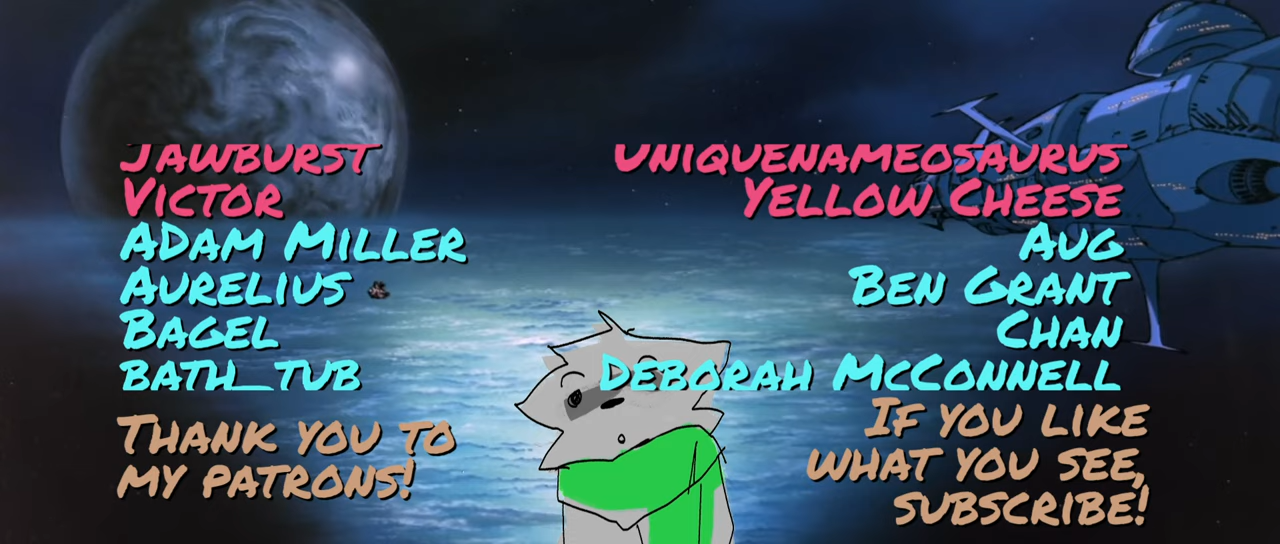 JAWBURST
VICTOR
ADAM MILLER
AURELIUS
BAGEL
BATH_TUB
THANK YOU TO
MY PATRONS!
UNIQUENAMEOSAURUS
YELLOW CHEESE
AUG
BEN GRANT
CHAN
DEBORAH MCCONNELL
IF YOU LIKE
WHAT YOU SEE,
SUBSCRIBE!